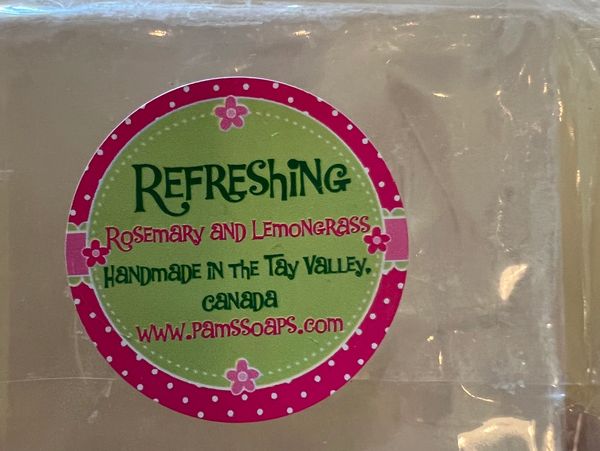 Refreshing
Rosemary and Lemongrass
Handmade in the Tay Valley,
Canada
www.pamssoaps.com